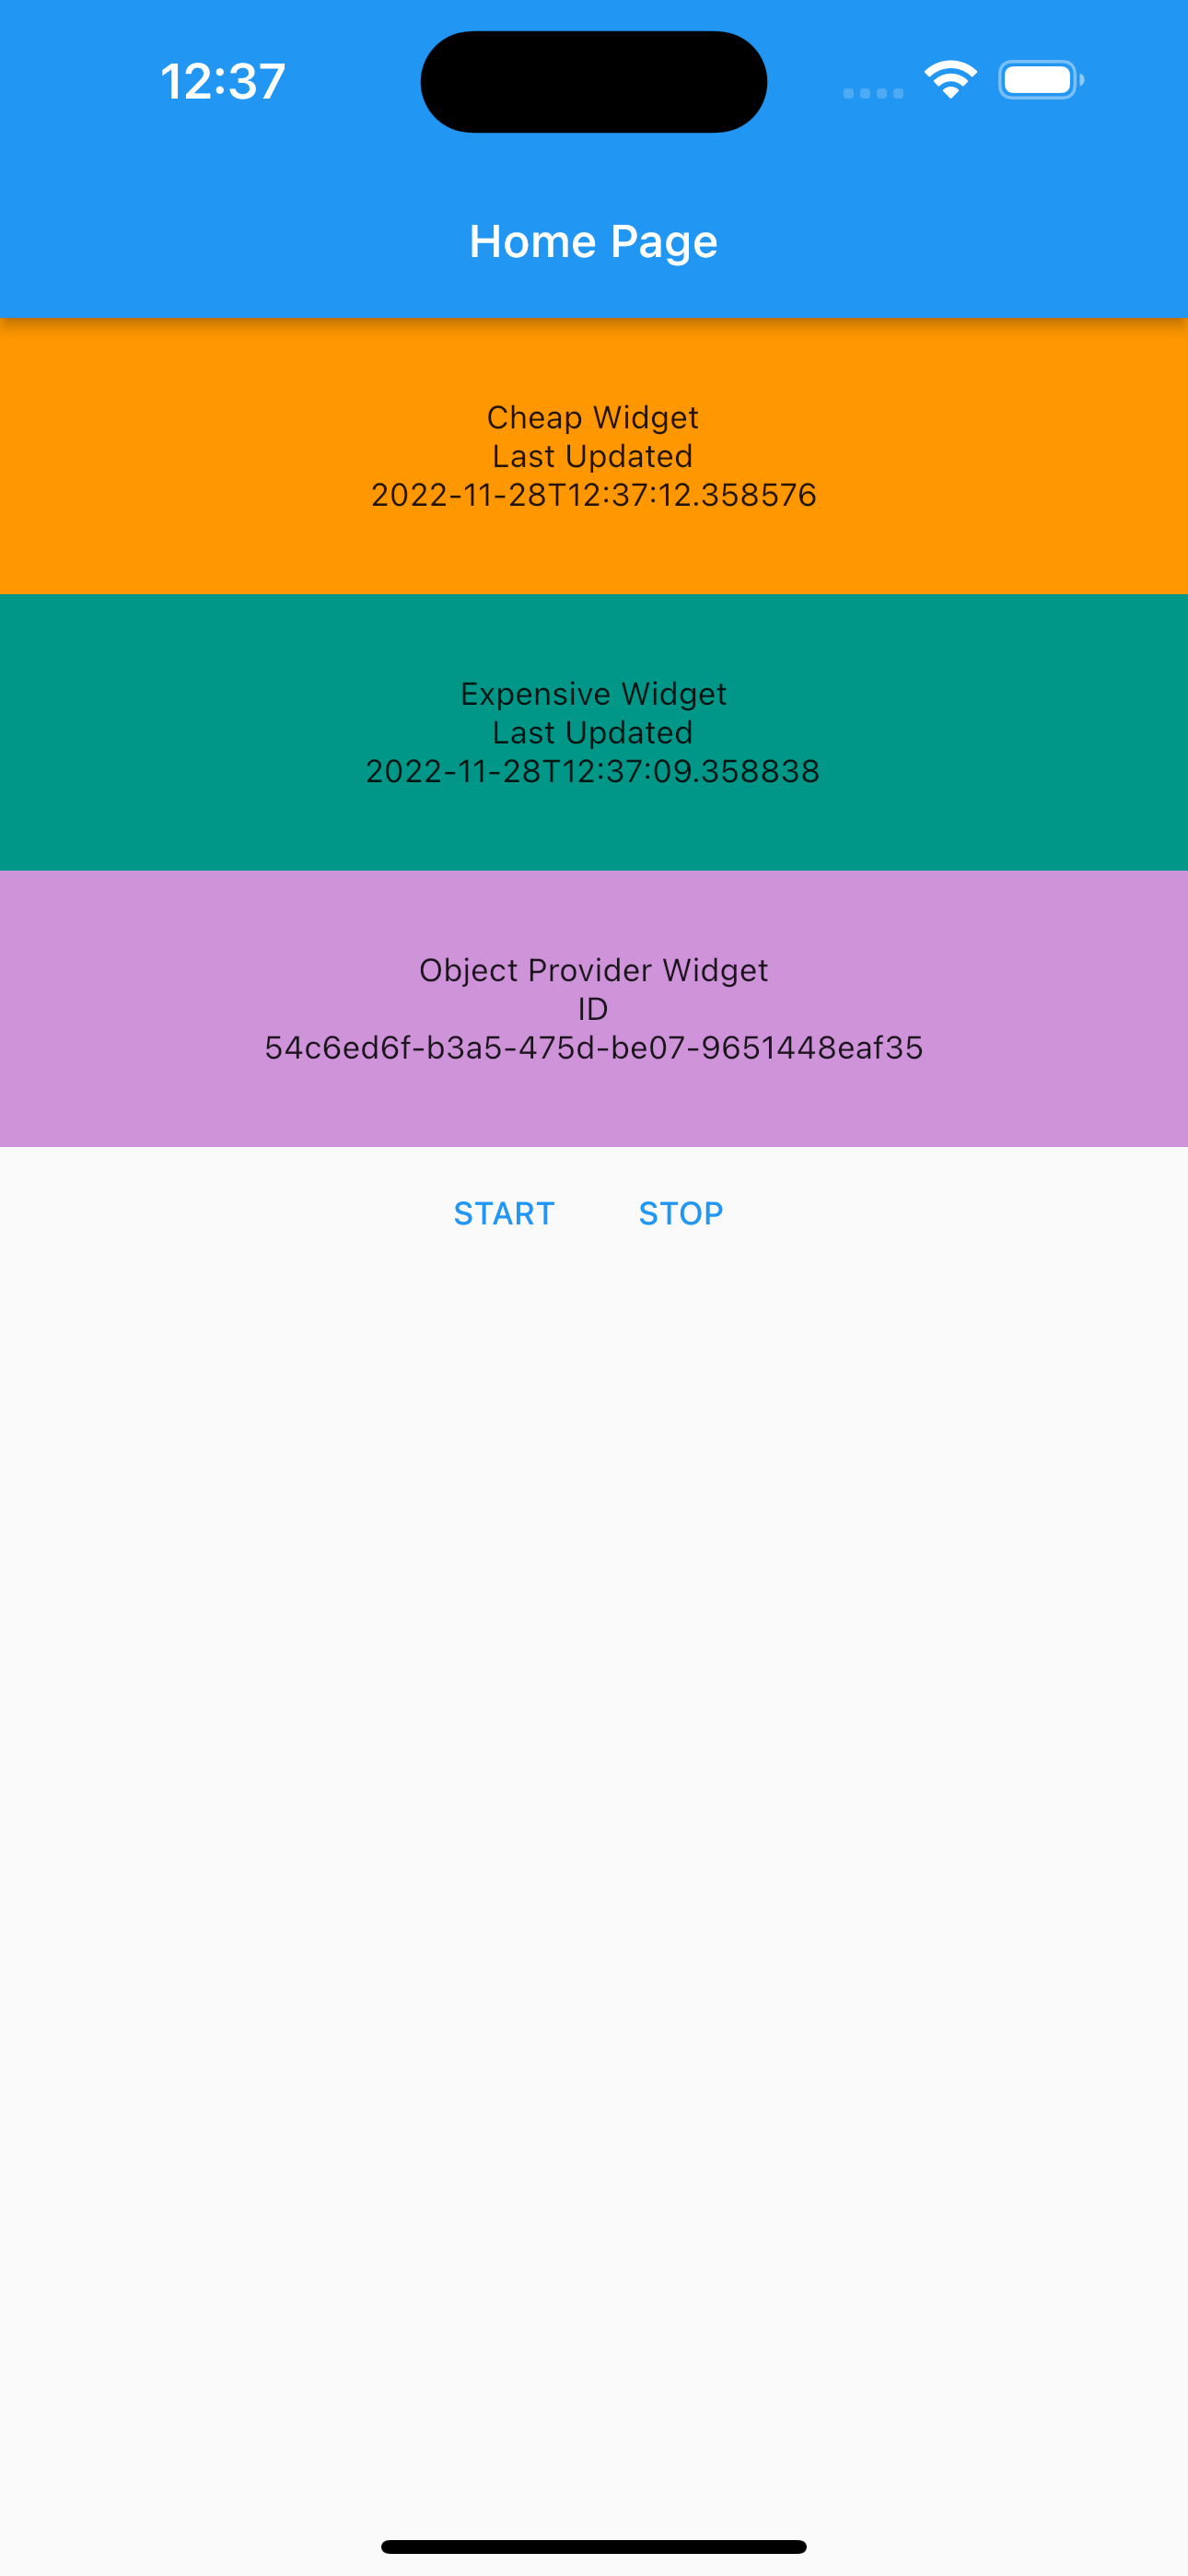 12:37
Home Page
Cheap Widget
Last Updated
2022-11-28T12:37:12.358576
Expensive Widget
Last Updated
2022-11-28T12:37:09.358838
Object Provider Widget
ID
54c6ed6f-b3a5-475d-be07-9651448eaf35
START STOP